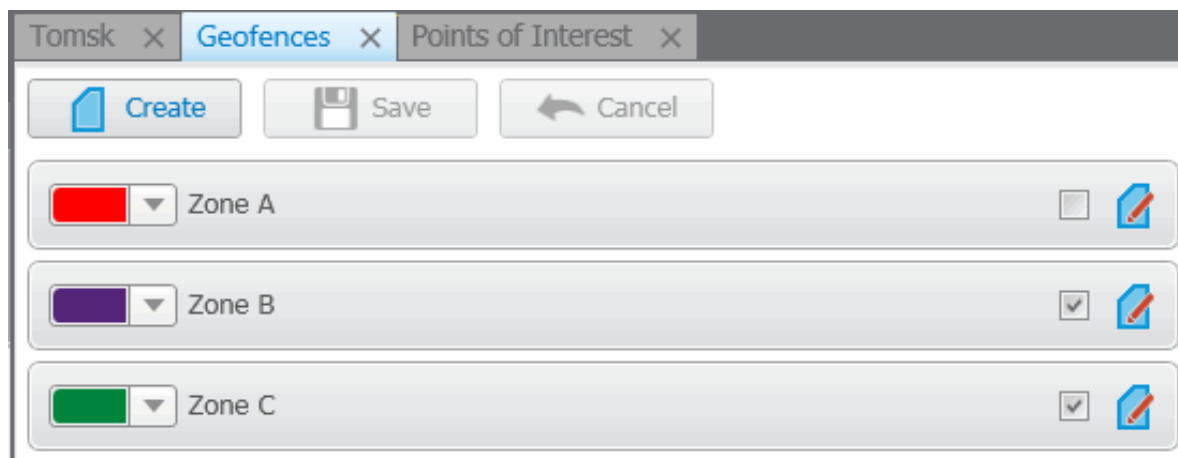 Tomsk Geofences Points of Interest
Create Save Cancel
Zone A
Zone B
Zone C